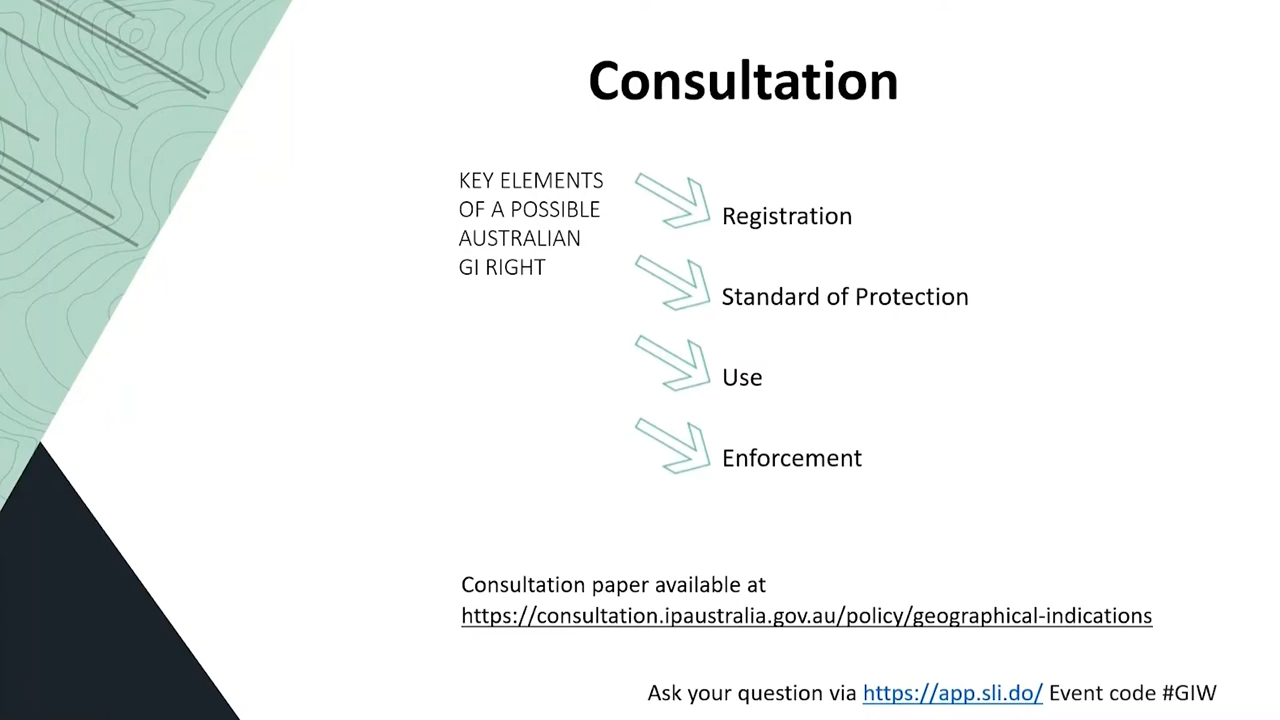 Consultation
KEY ELEMENTS
OF A POSSIBLE
AUSTRALIAN
GI RIGHT
Registration
Standard of Protection
Use
Enforcement
Consultation paper available at
https://consultation.ipaustralia.gov.au/policy/geographical-indications
Ask your question via https://app.sli.do/ Event code #GIW